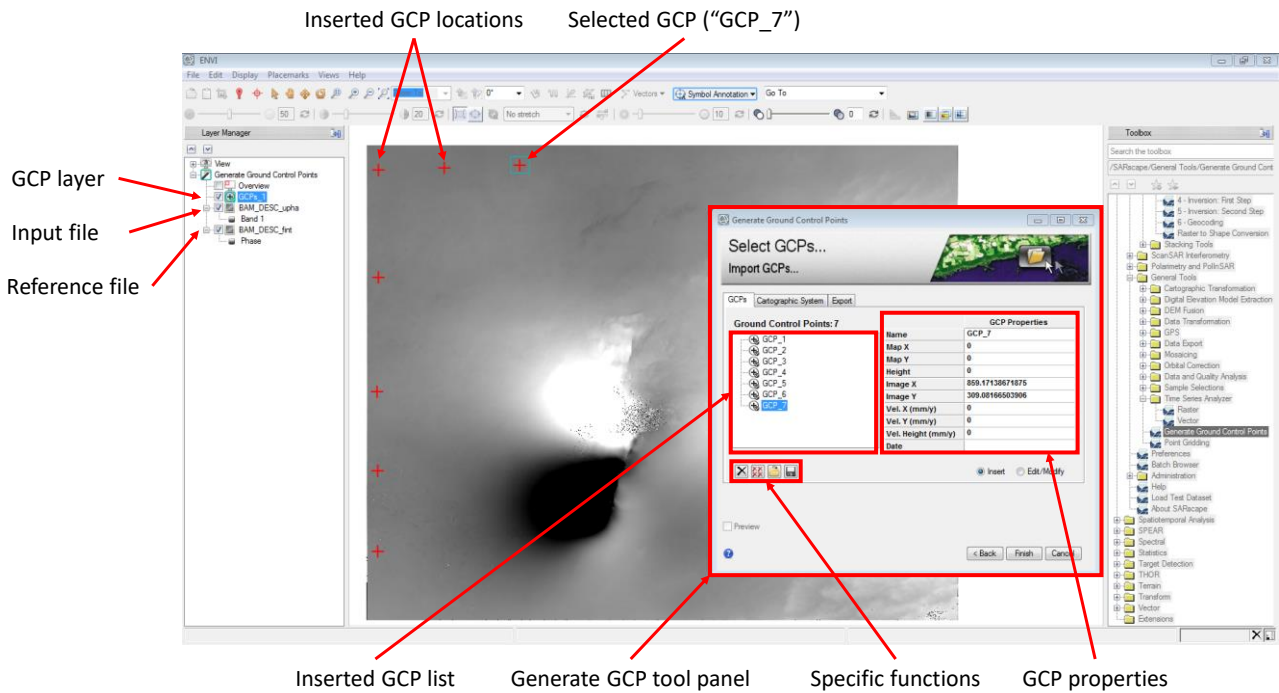 Inserted GCP locations
Selected GCP ("GCP_7")
ENVI
File Edit Display Placemarks Views Help
0°
Vectors
Symbol Annotation
Go To
50
20
No stretch
10
0
Layer Manager
View
Generate Ground Control Points
Overview
GCPs_1
BAM_DESC_upha
Band 1
BAM_DESC_fint
Phase
GCP layer
Input file
Reference file
Generate Ground Control Points
Select GCPs...
Import GCPs...
GCPs Cartographic System Export
Ground Control Points:7
GCP_1
GCP_2
GCP_3
GCP_4
GCP_5
GCP_6
GCP_7
GCP Properties
Name GCP_7
Map X 0
Map Y 0
Height 0
Image X 859.17138671875
Image Y 309.08166503906
Vel. X (mm/y) 0
Vel. Y (mm/y) 0
Vel. Height (mm/y) 0
Date
Insert Edit/Modify
Preview
< Back Finish Cancel
Toolbox
Search the toolbox
/SARscape/General Tools/Generate Ground Cont
4 - Inversion: First Step
5 - Inversion: Second Step
6 - Geocoding
Raster to Shape Conversion
Stacking Tools
ScanSAR Interferometry
Polarimetry and PolInSAR
General Tools
Cartographic Transformation
Digital Elevation Model Extraction
DEM Fusion
Data Transformation
GPS
Data Export
Mosaicing
Orbital Correction
Data and Quality Analysis
Sample Selections
Time Series Analyzer
Raster
Vector
Generate Ground Control Points
Point Gridding
Preferences
Batch Browser
Administration
Help
Load Test Dataset
About SARscape
Spatiotemporal Analysis
SPEAR
Spectral
Statistics
Target Detection
THOR
Terrain
Transform
Vector
Extensions
Inserted GCP list
Generate GCP tool panel
Specific functions
GCP properties